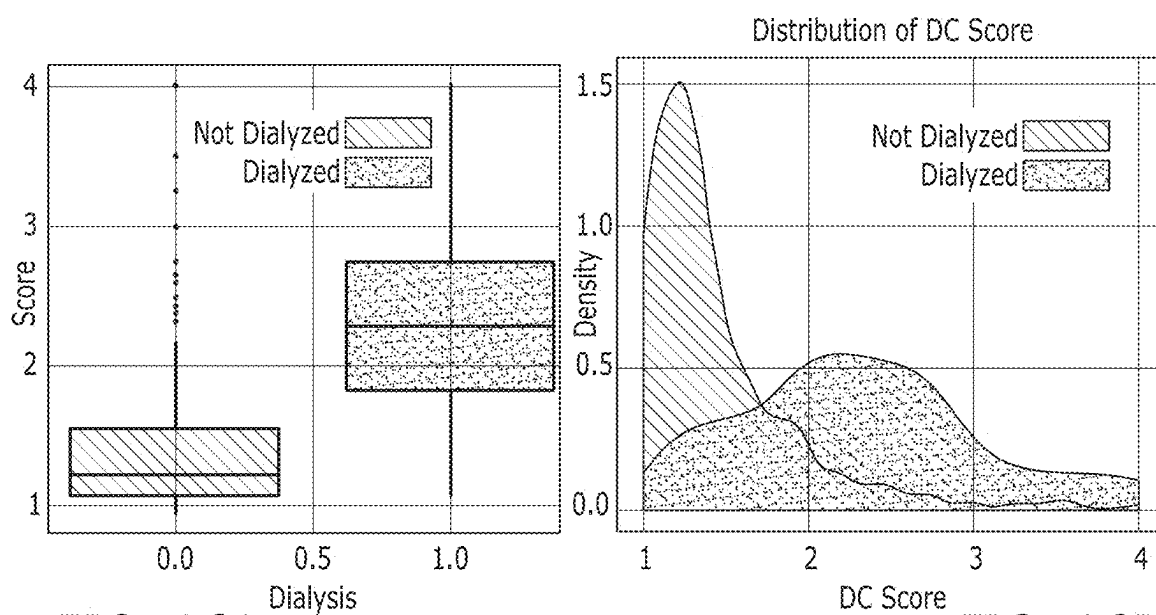 Distribution of DC Score
4
3
2
1
Score
Not Dialyzed
Dialyzed
0.0 0.5 1.0
Dialysis
1.5
1.0
0.5
0.0
Density
Not Dialyzed
Dialyzed
1 2 3 4
DC Score